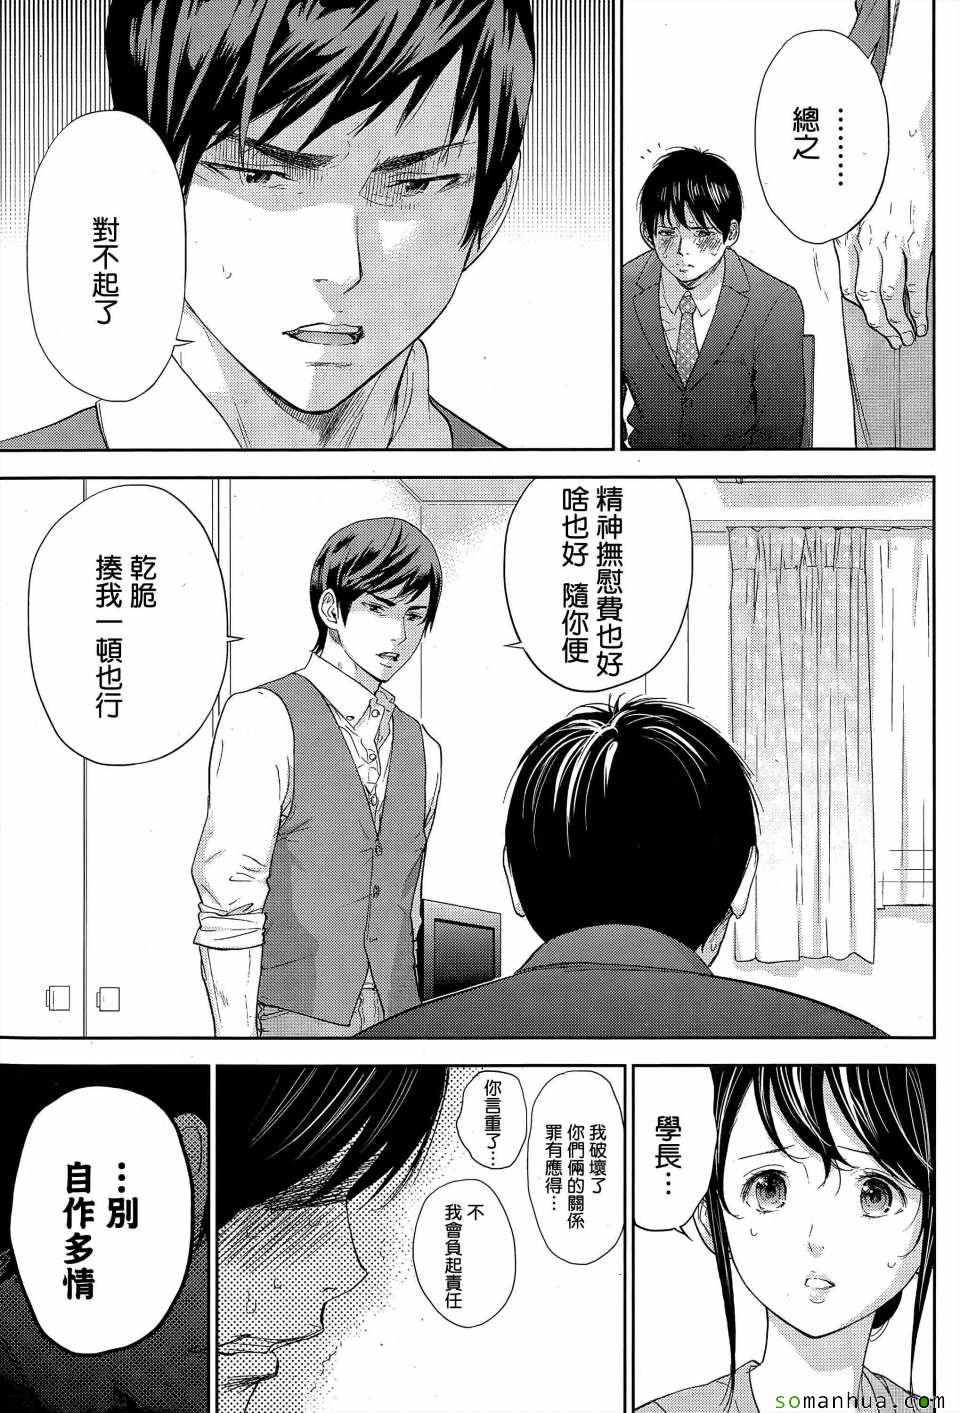 ………
總之
對不起了
精神撫慰費也好
啥也好 隨你便
乾脆
揍我一頓也行
學長…
我破壞了
你們倆的關係
罪有應得…
你言重了…
不
我會負起責任
…別
自作多情
somanhua.com